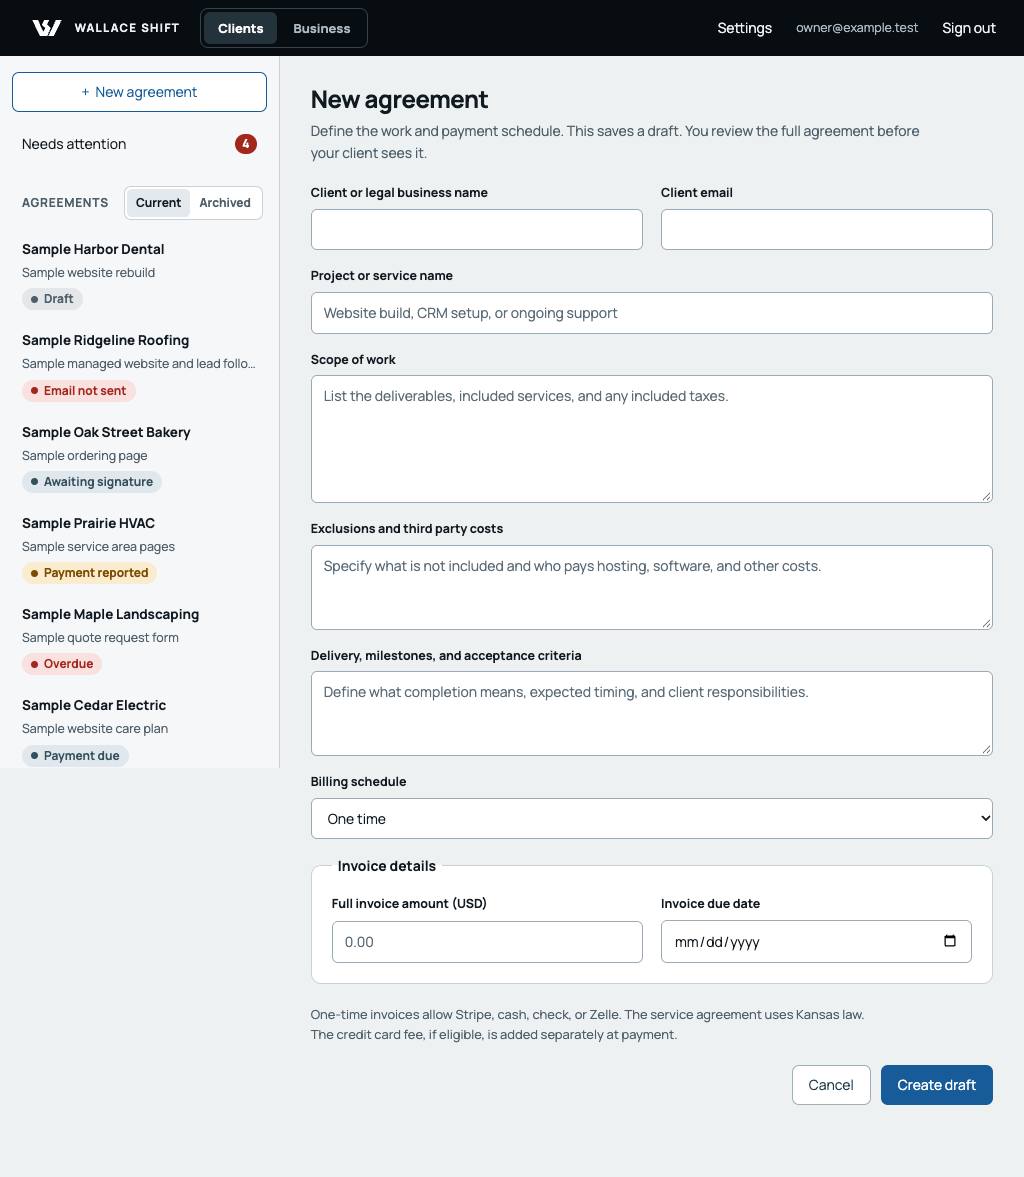 WALLACE SHIFT
Clients
Business
Settings
owner@example.test
Sign out
+ New agreement
Needs attention
4
AGREEMENTS
Current
Archived
Sample Harbor Dental
Sample website rebuild
Draft
Sample Ridgeline Roofing
Sample managed website and lead follo...
Email not sent
Sample Oak Street Bakery
Sample ordering page
Awaiting signature
Sample Prairie HVAC
Sample service area pages
Payment reported
Sample Maple Landscaping
Sample quote request form
Overdue
Sample Cedar Electric
Sample website care plan
Payment due
New agreement
Define the work and payment schedule. This saves a draft. You review the full agreement before
your client sees it.
Client or legal business name
Client email
Project or service name
Website build, CRM setup, or ongoing support
Scope of work
List the deliverables, included services, and any included taxes.
Exclusions and third party costs
Specify what is not included and who pays hosting, software, and other costs.
Delivery, milestones, and acceptance criteria
Define what completion means, expected timing, and client responsibilities.
Billing schedule
One time
Invoice details
Full invoice amount (USD)
Invoice due date
0.00
mm/dd/yyyy
One-time invoices allow Stripe, cash, check, or Zelle. The service agreement uses Kansas law.
The credit card fee, if eligible, is added separately at payment.
Cancel
Create draft